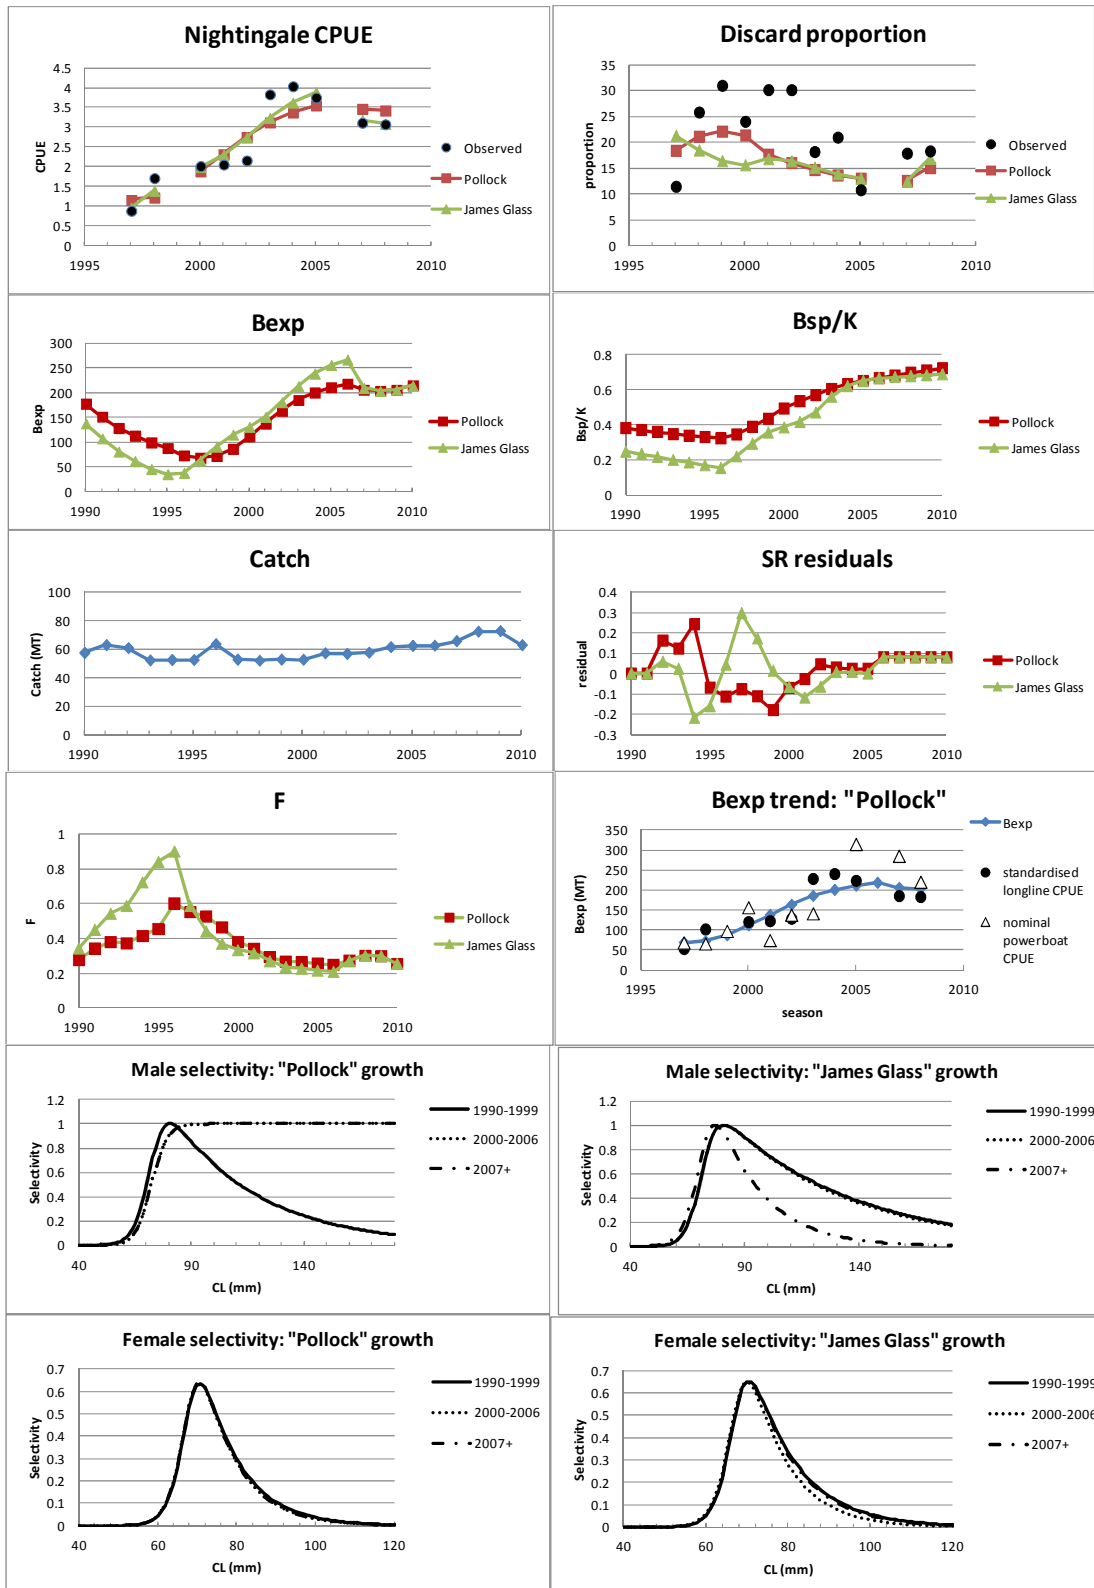 Nightingale CPUE
4.5
4
3.5
3
2.5
2
1.5
1
0.5
0
CPUE
1995 2000 2005 2010
Observed
Pollock
James Glass
Discard proportion
35
30
25
20
15
10
5
0
proportion
1995 2000 2005 2010
Observed
Pollock
James Glass
Bexp
300
250
200
150
100
50
0
Bexp
1990 1995 2000 2005 2010
Pollock
James Glass
Bsp/K
0.8
0.6
0.4
0.2
0
Bsp/K
1990 1995 2000 2005 2010
Pollock
James Glass
Catch
100
80
60
40
20
0
Catch (MT)
1990 1995 2000 2005 2010
SR residuals
0.4
0.3
0.2
0.1
0
-0.1
-0.2
-0.3
residual
1990 1995 2000 2005 2010
Pollock
James Glass
F
1
0.8
0.6
0.4
0.2
0
F
1990 1995 2000 2005 2010
Pollock
James Glass
Bexp trend: "Pollock"
350
300
250
200
150
100
50
0
Bexp (MT)
1995 2000 2005 2010
season
Bexp
standardised
longline CPUE
nominal
powerboat
CPUE
Male selectivity: "Pollock" growth
1.2
1
0.8
0.6
0.4
0.2
0
Selectivity
40 90 140
CL (mm)
1990-1999
2000-2006
2007+
Male selectivity: "James Glass" growth
1.2
1
0.8
0.6
0.4
0.2
0
Selectivity
40 90 140
CL (mm)
1990-1999
2000-2006
2007+
Female selectivity: "Pollock" growth
0.7
0.6
0.5
0.4
0.3
0.2
0.1
0
Selectivity
40 60 80 100 120
CL (mm)
1990-1999
2000-2006
2007+
Female selectivity: "James Glass" growth
0.7
0.6
0.5
0.4
0.3
0.2
0.1
0
Selectivity
40 60 80 100 120
CL (mm)
1990-1999
2000-2006
2007+